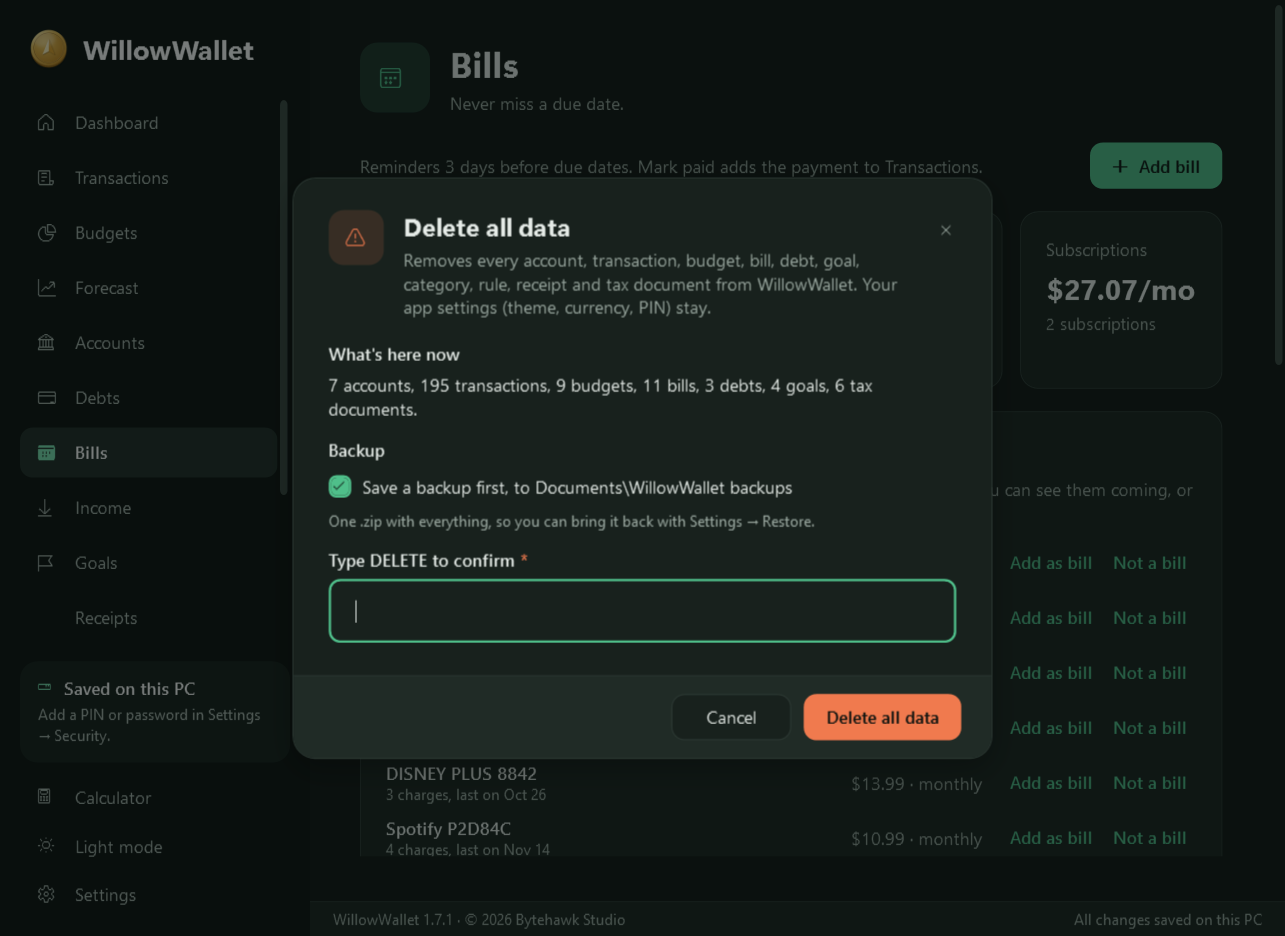 WillowWallet
Dashboard
Transactions
Budgets
Forecast
Accounts
Debts
Bills
Income
Goals
Receipts
Saved on this PC
Add a PIN or password in Settings
→ Security.
Calculator
Light mode
Settings
Bills
Never miss a due date.
Reminders 3 days before due dates. Mark paid adds the payment to Transactions.
+ Add bill
Subscriptions
$27.07/mo
2 subscriptions
Delete all data
Removes every account, transaction, budget, bill, debt, goal,
category, rule, receipt and tax document from WillowWallet. Your
app settings (theme, currency, PIN) stay.
What's here now
7 accounts, 195 transactions, 9 budgets, 11 bills, 3 debts, 4 goals, 6 tax
documents.
Backup
Save a backup first, to Documents\WillowWallet backups
One .zip with everything, so you can bring it back with Settings → Restore.
Type DELETE to confirm *
Cancel
Delete all data
can see them coming, or
Add as bill Not a bill
Add as bill Not a bill
Add as bill Not a bill
Add as bill Not a bill
DISNEY PLUS 8842
3 charges, last on Oct 26
$13.99 · monthly Add as bill Not a bill
Spotify P2D84C
4 charges, last on Nov 14
$10.99 · monthly Add as bill Not a bill
WillowWallet 1.7.1 · © 2026 Bytehawk Studio
All changes saved on this PC